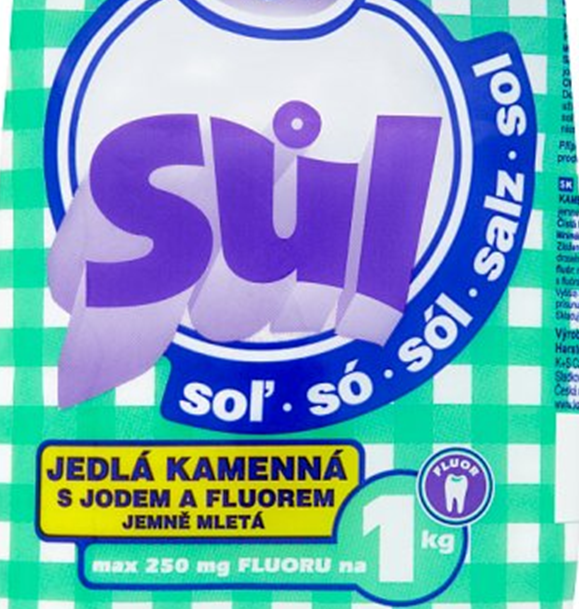 sůl
soľ · só · sól · salz · sol
JEDLÁ KAMENNÁ
S JODEM A FLUOREM
JEMNĚ MLETÁ
FLUOR
1 kg
max 250 mg FLUORU na
SK